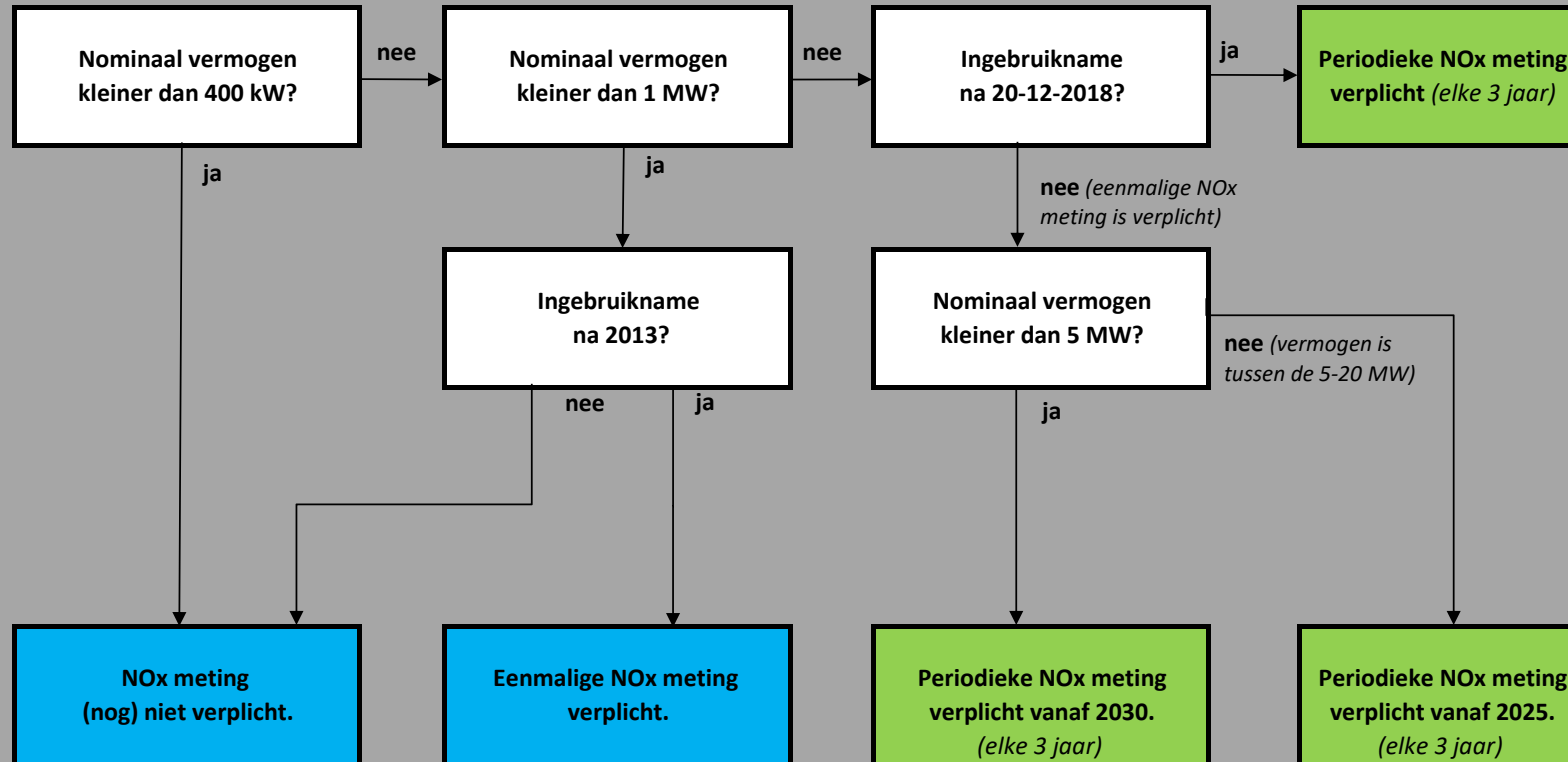 Nominaal vermogen
kleiner dan 400 kW?
nee
Nominaal vermogen
kleiner dan 1 MW?
nee
Ingebruikname
na 20-12-2018?
ja
Periodieke NOx meting
verplicht (elke 3 jaar)
ja
ja
nee (eenmalige NOx
meting is verplicht)
Ingebruikname
na 2013?
Nominaal vermogen
kleiner dan 5 MW?
nee (vermogen is
tussen de 5-20 MW)
nee
ja
ja
NOx meting
(nog) niet verplicht.
Eenmalige NOx meting
verplicht.
Periodieke NOx meting
verplicht vanaf 2030.
(elke 3 jaar)
Periodieke NOx meting
verplicht vanaf 2025.
(elke 3 jaar)